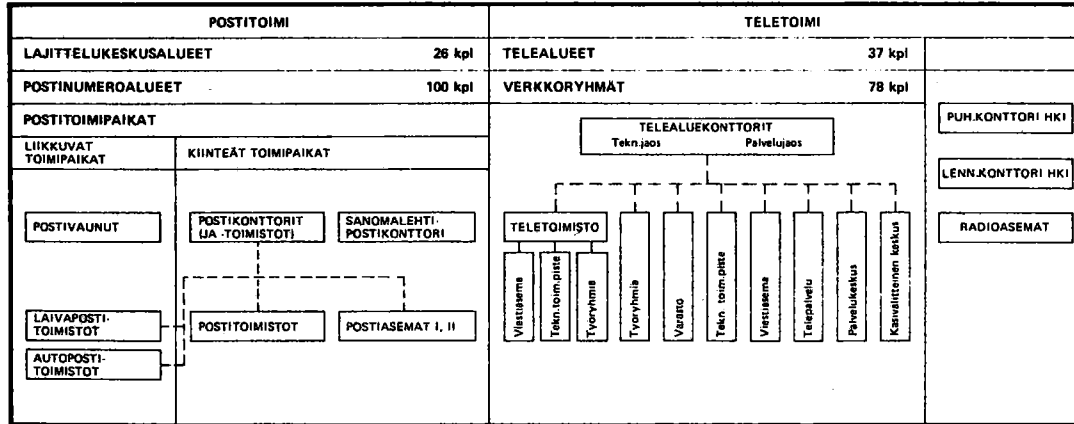 POSTITOIMI
LAJITTELUKESKUSALUEET 26 kpl
POSTINUMEROALUEET 100 kpl
POSTITOIMIPAIKAT
LIIKKUVAT
TOIMIPAIKAT
KIINTEÄT TOIMIPAIKAT
POSTIVAUNUT
POSTIKONTTORIT
(JA -TOIMISTOT)
SANOMALEHTI-
POSTIKONTTORI
LAIVAPOSTI-
TOIMISTOT
POSTITOIMISTOT
POSTIASEMAT I, II
AUTOPOSTI-
TOIMISTOT
TELETOIMI
TELEALUEET 37 kpl
VERKKORYHMÄT 78 kpl
TELEALUEKONTTORIT
Tekn.jaos Palvelujaos
TELETOIMISTO
Viestiasema
Tekn.toim.piste
Työryhmiä
Työryhmiä
Varasto
Tekn. toim.piste
Viestiasema
Telepalvelu
Palvelukeskus
Käsivälitteinen keskus
PUH.KONTTORI HKI
LENN.KONTTORI HKI
RADIOASEMAT